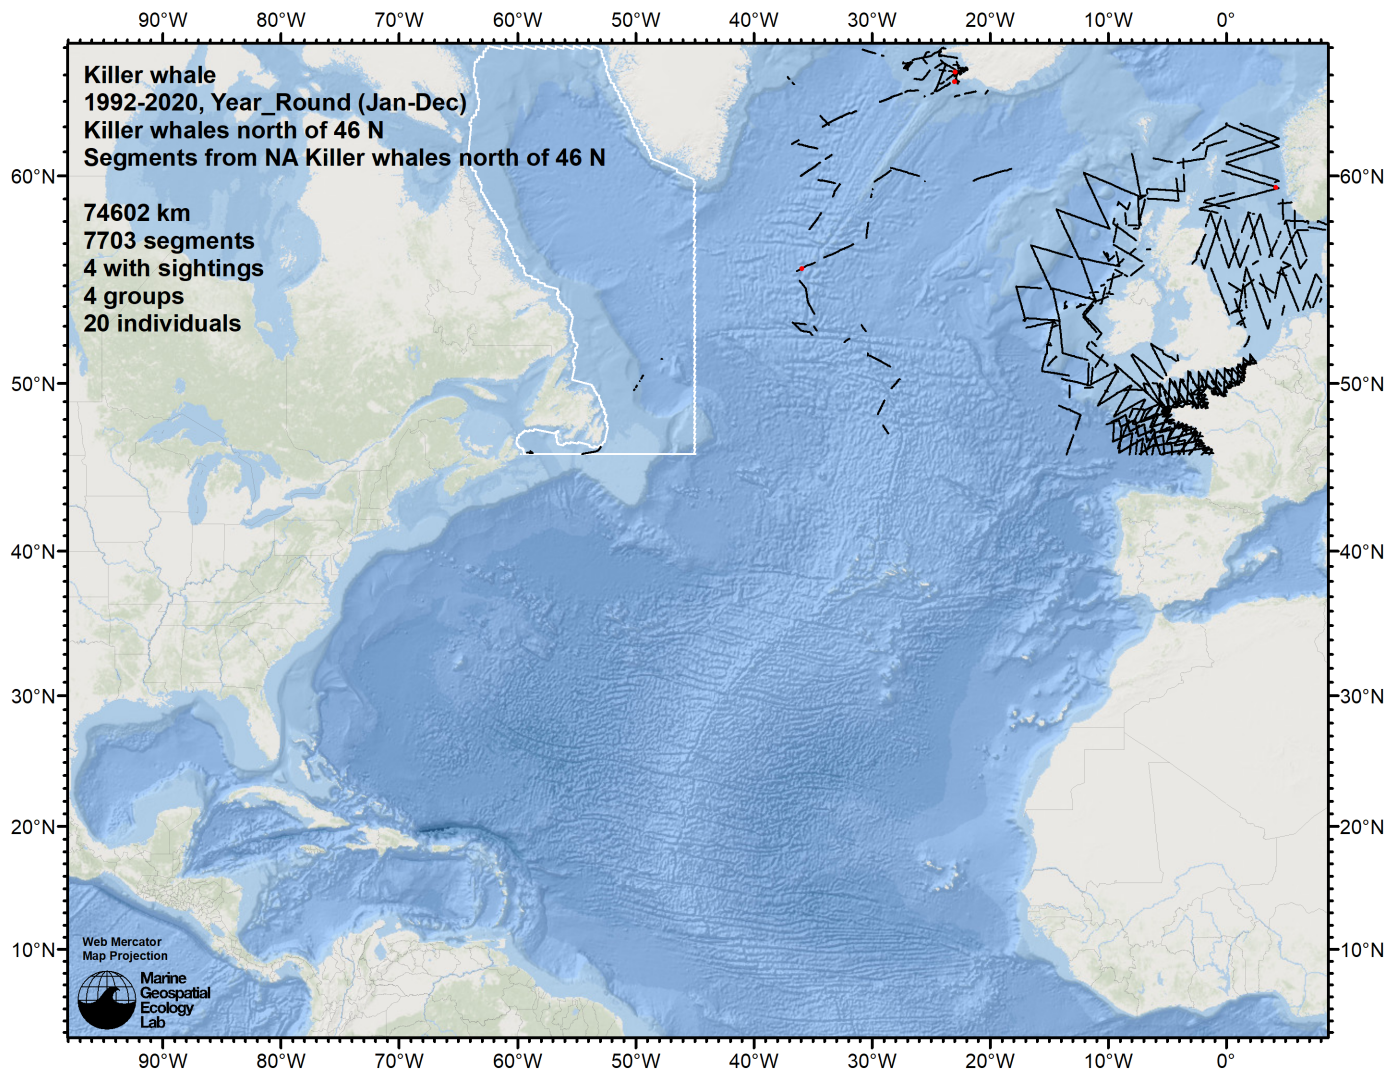 90°W 80°W 70°W 60°W 50°W 40°W 30°W 20°W 10°W 0°
Killer whale
1992-2020, Year_Round (Jan-Dec)
Killer whales north of 46 N
Segments from NA Killer whales north of 46 N
60°N 60°N
74602 km
7703 segments
4 with sightings
4 groups
20 individuals
50°N 50°N
40°N 40°N
30°N 30°N
20°N 20°N
10°N 10°N
Web Mercator
Map Projection
Marine
Geospatial
Ecology
Lab
90°W 80°W 70°W 60°W 50°W 40°W 30°W 20°W 10°W 0°